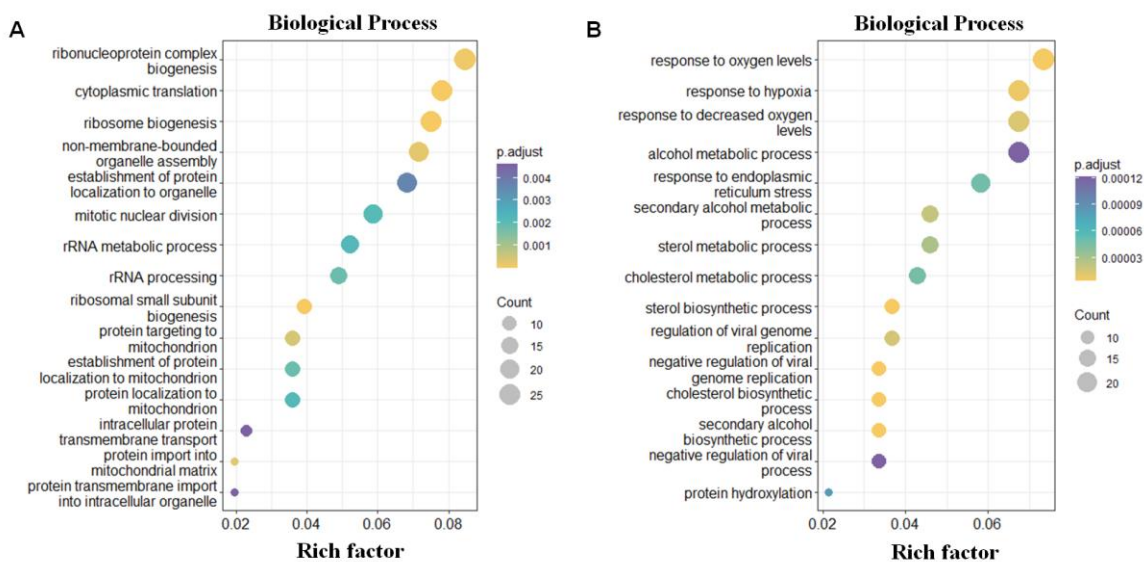 A
Biological Process
ribonucleoprotein complex
biogenesis
cytoplasmic translation
ribosome biogenesis
non-membrane-bounded
organelle assembly
establishment of protein
localization to organelle
mitotic nuclear division
rRNA metabolic process
rRNA processing
ribosomal small subunit
biogenesis
protein targeting to
mitochondrion
establishment of protein
localization to mitochondrion
protein localization to
mitochondrion
intracellular protein
transmembrane transport
protein import into
mitochondrial matrix
protein transmembrane import
into intracellular organelle
0.02 0.04 0.06 0.08
Rich factor
p.adjust
0.004
0.003
0.002
0.001
Count
10
15
20
25
B
Biological Process
response to oxygen levels
response to hypoxia
response to decreased oxygen
levels
alcohol metabolic process
response to endoplasmic
reticulum stress
secondary alcohol metabolic
process
sterol metabolic process
cholesterol metabolic process
sterol biosynthetic process
regulation of viral genome
replication
negative regulation of viral
genome replication
cholesterol biosynthetic
process
secondary alcohol
biosynthetic process
negative regulation of viral
process
protein hydroxylation
0.02 0.04 0.06
Rich factor
p.adjust
0.00012
0.00009
0.00006
0.00003
Count
10
15
20